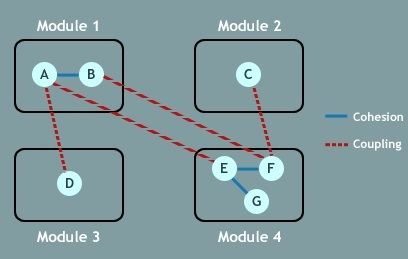 Module 1
Module 2
A
B
C
Cohesion
Coupling
D
E
F
G
Module 3
Module 4